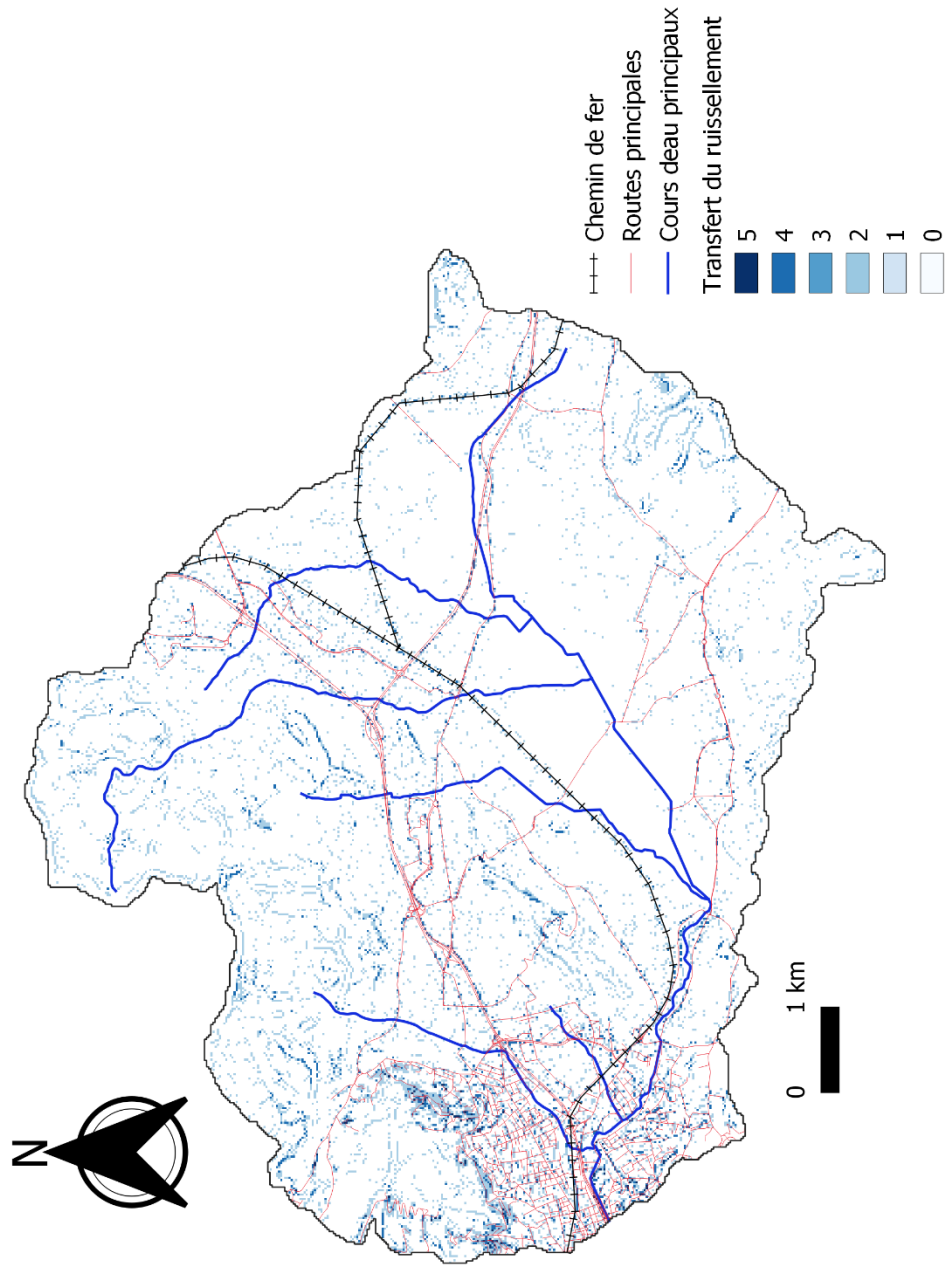 N
0 1 km
Chemin de fer
Routes principales
Cours deau principaux
Transfert du ruissellement
5
4
3
2
1
0